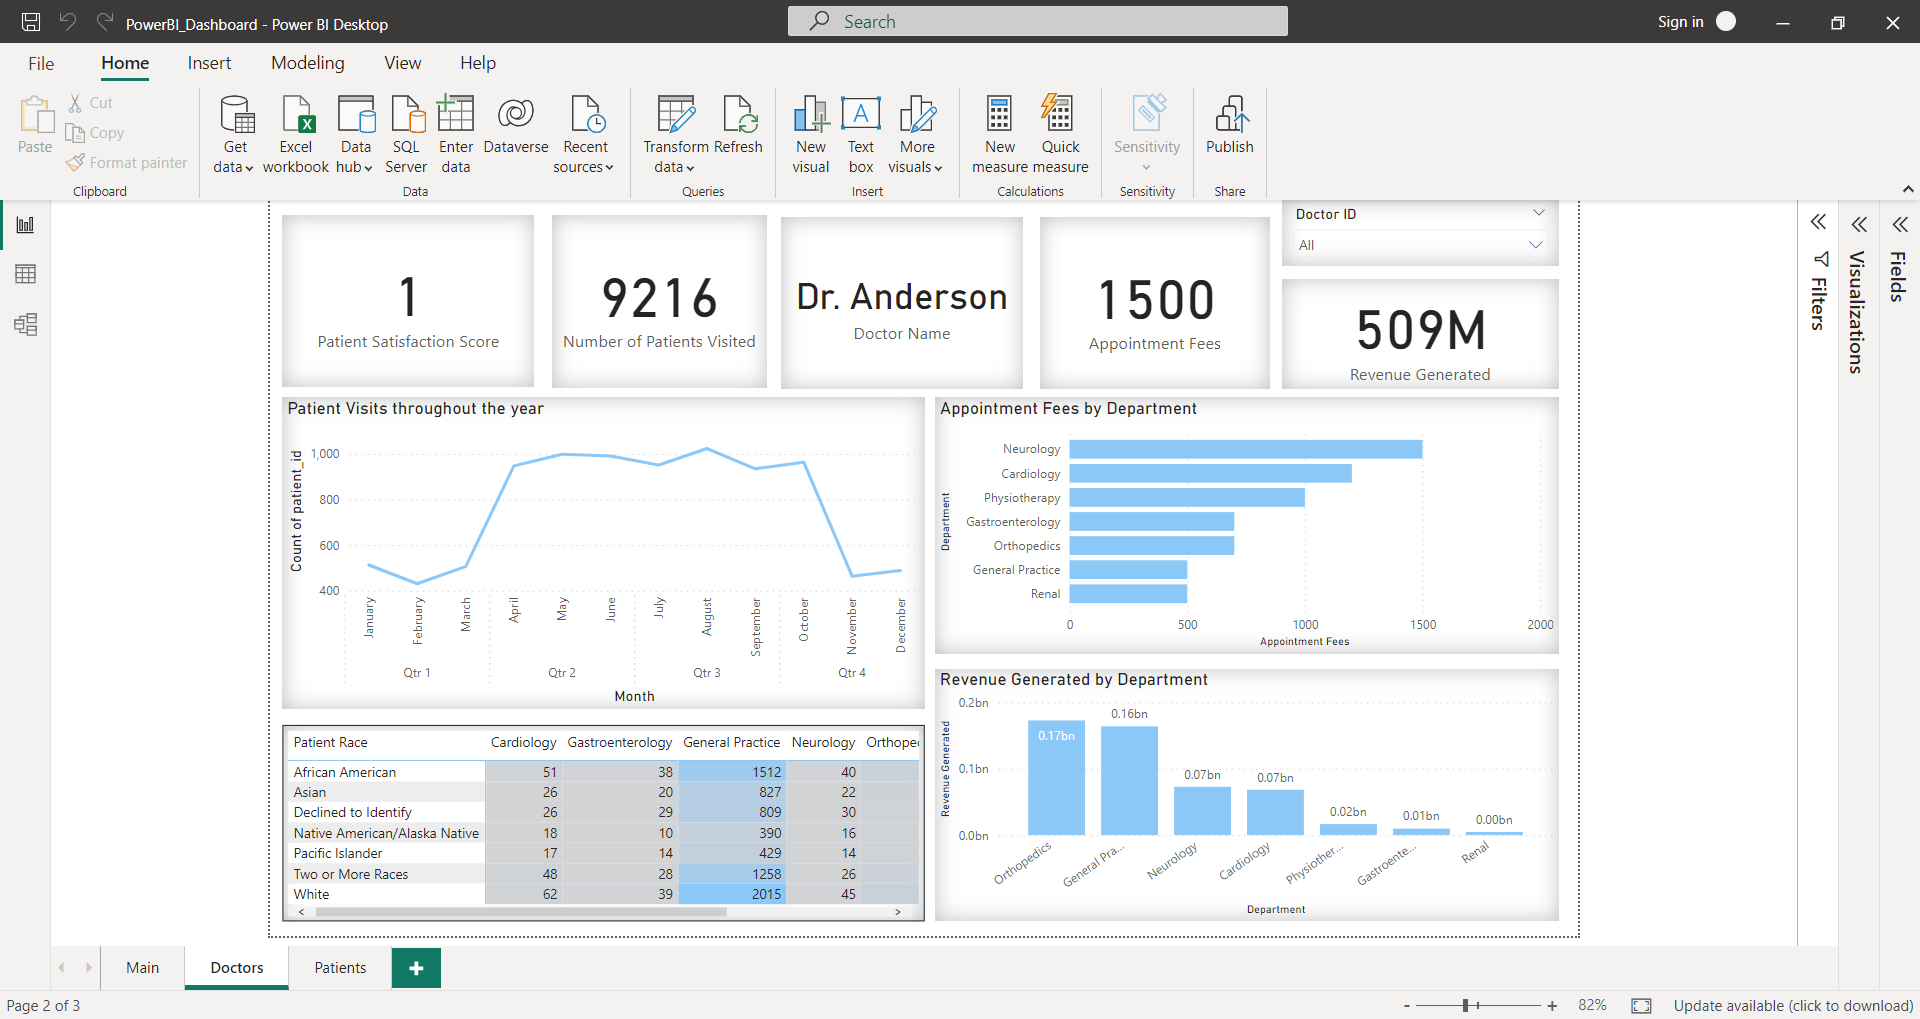 PowerBI_Dashboard - Power BI Desktop
Search
Sign in
File
Home
Insert
Modeling
View
Help
Paste
Cut
Copy
Format painter
Clipboard
Get data
Excel workbook
Data hub
SQL Server
Enter data
Dataverse
Recent sources
Data
Transform data
Refresh
Queries
New visual
Text box
More visuals
Insert
New measure
Quick measure
Calculations
Sensitivity
Sensitivity
Publish
Share
1
Patient Satisfaction Score
9216
Number of Patients Visited
Dr. Anderson
Doctor Name
1500
Appointment Fees
Doctor ID
All
509M
Revenue Generated
Filters
Visualizations
Fields
Patient Visits throughout the year
Count of patient_id
1,000
800
600
400
January
February
March
April
May
June
July
August
September
October
November
December
Qtr 1
Qtr 2
Qtr 3
Qtr 4
Month
Appointment Fees by Department
Department
Neurology
Cardiology
Physiotherapy
Gastroenterology
Orthopedics
General Practice
Renal
0 500 1000 1500 2000
Appointment Fees
Patient Race Cardiology Gastroenterology General Practice Neurology Orthoped
African American 51 38 1512 40
Asian 26 20 827 22
Declined to Identify 26 29 809 30
Native American/Alaska Native 18 10 390 16
Pacific Islander 17 14 429 14
Two or More Races 48 28 1258 26
White 62 39 2015 45
Revenue Generated by Department
Revenue Generated
0.2bn
0.1bn
0.0bn
0.17bn
0.16bn
0.07bn
0.07bn
0.02bn
0.01bn
0.00bn
Orthopedics
General Pra...
Neurology
Cardiology
Physiother...
Gastroente...
Renal
Department
Main
Doctors
Patients
+
Page 2 of 3
- + 82%
Update available (click to download)